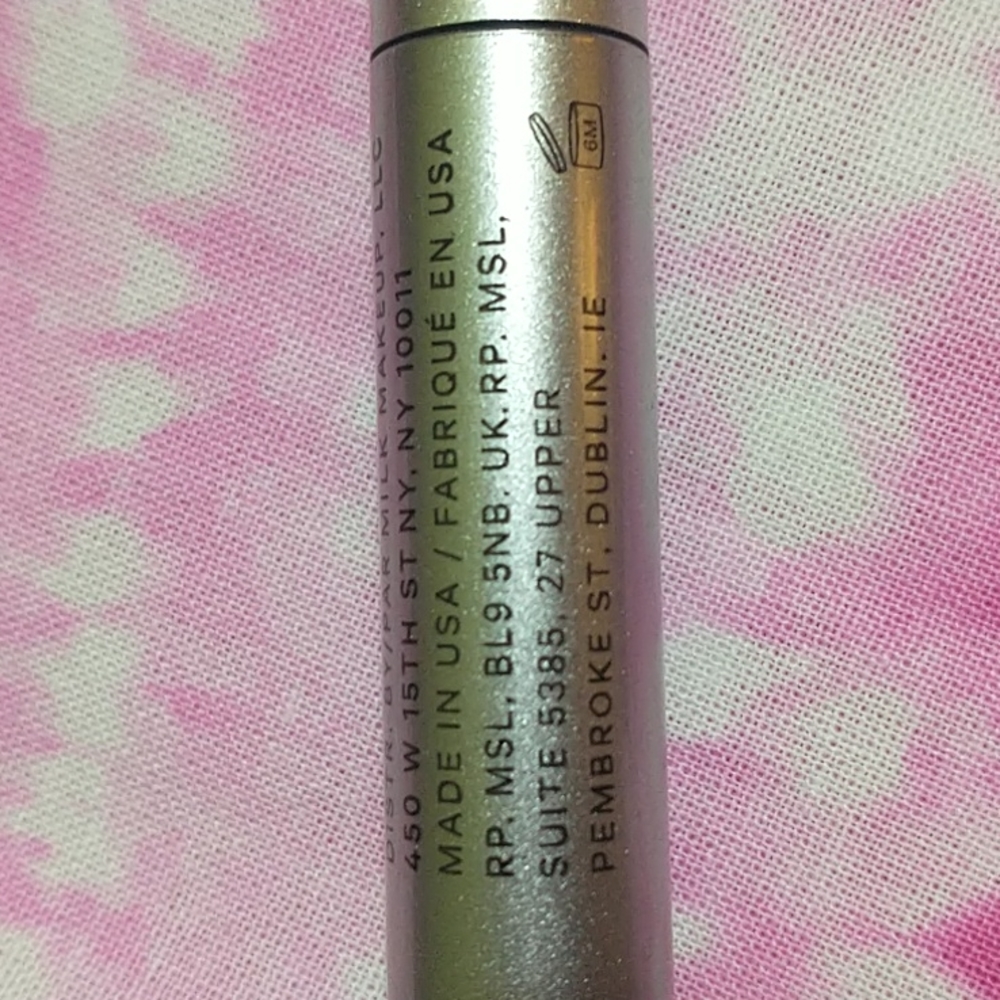 DISTR. BY/PAR MILK MAKEUP, LLC
450 W 15TH ST NY, NY 10011
MADE IN USA / FABRIQUÉ EN USA
RP. MSL, BL9 5NB. UK. RP. MSL,
SUITE 5385, 27 UPPER
PEMBROKE ST, DUBLIN. IE
6M